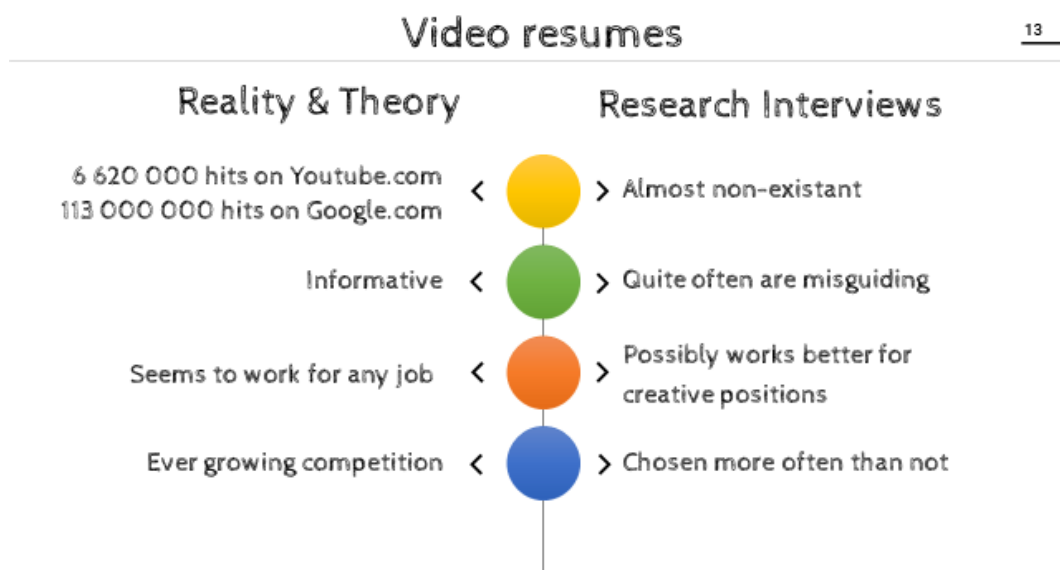 Video resumes
13
Reality & Theory
Research Interviews
6 620 000 hits on Youtube.com
113 000 000 hits on Google.com
Almost non-existant
Informative
Quite often are misguiding
Seems to work for any job
Possibly works better for
creative positions
Ever growing competition
Chosen more often than not